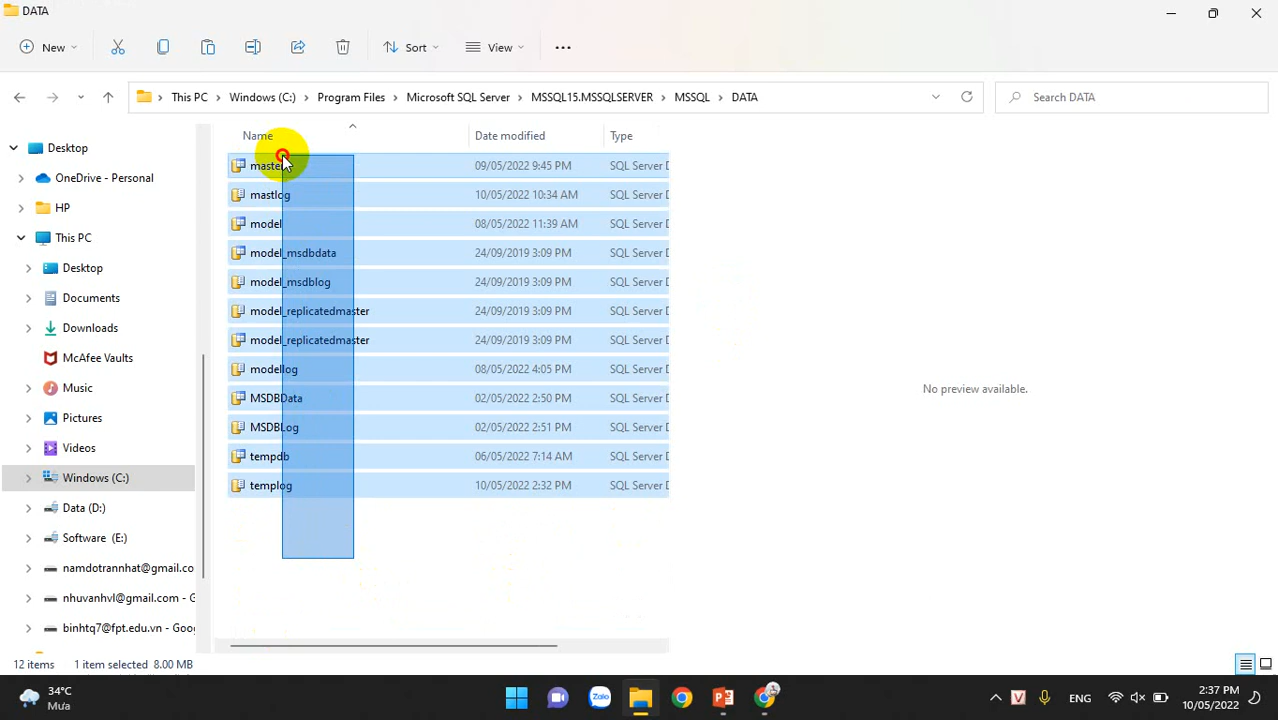 DATA
New
Sort
View
This PC > Windows (C:) > Program Files > Microsoft SQL Server > MSSQL15.MSSQLSERVER > MSSQL > DATA
Search DATA
Name Date modified Type
Desktop
OneDrive - Personal
HP
This PC
Desktop
Documents
Downloads
McAfee Vaults
Music
Pictures
Videos
Windows (C:)
Data (D:)
Software (E:)
namdotrannhat@gmail.co
nhuvanhvl@gmail.com -
binhtq7@fpt.edu.vn - Goo
master 09/05/2022 9:45 PM SQL Server D
mastlog 10/05/2022 10:34 AM SQL Server D
model 08/05/2022 11:39 AM SQL Server D
model_msdbdata 24/09/2019 3:09 PM SQL Server D
model_msdblog 24/09/2019 3:09 PM SQL Server D
model_replicatedmaster 24/09/2019 3:09 PM SQL Server D
model_replicatedmaster 24/09/2019 3:09 PM SQL Server D
modellog 08/05/2022 4:05 PM SQL Server D
MSDBData 02/05/2022 2:50 PM SQL Server D
MSDBLog 02/05/2022 2:51 PM SQL Server D
tempdb 06/05/2022 7:14 AM SQL Server D
templog 10/05/2022 2:32 PM SQL Server D
No preview available.
12 items 1 item selected 8.00 MB
34°C
Mưa
ENG
2:37 PM
10/05/2022